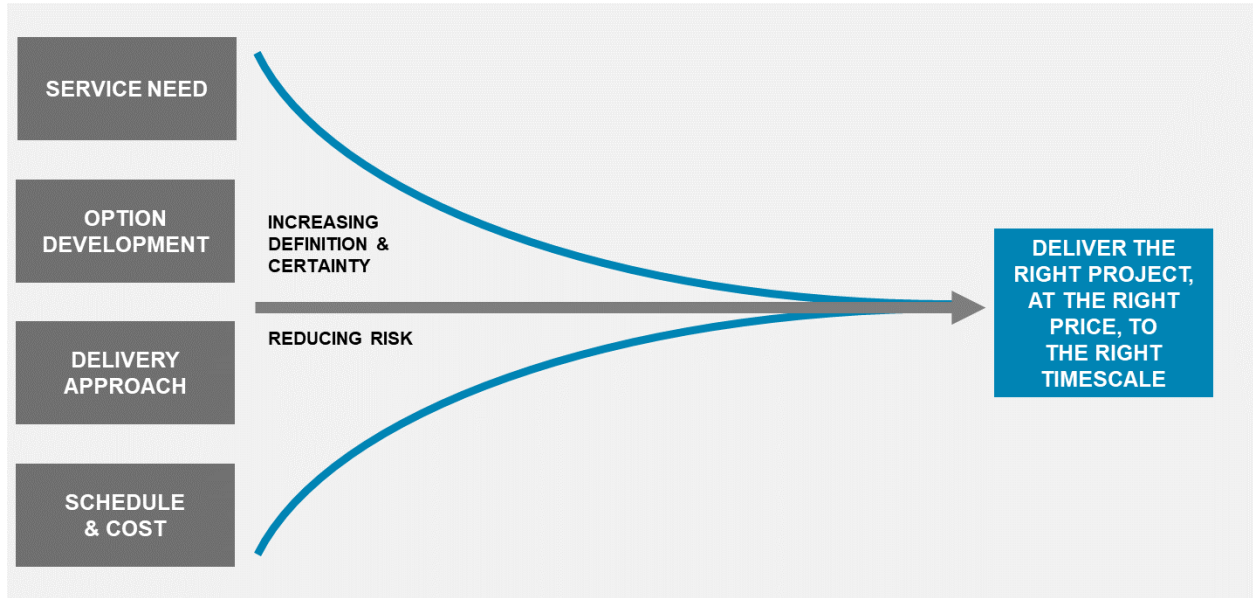 SERVICE NEED
OPTION
DEVELOPMENT
DELIVERY
APPROACH
SCHEDULE
& COST
INCREASING
DEFINITION &
CERTAINTY
REDUCING RISK
DELIVER THE
RIGHT PROJECT,
AT THE RIGHT
PRICE, TO
THE RIGHT
TIMESCALE